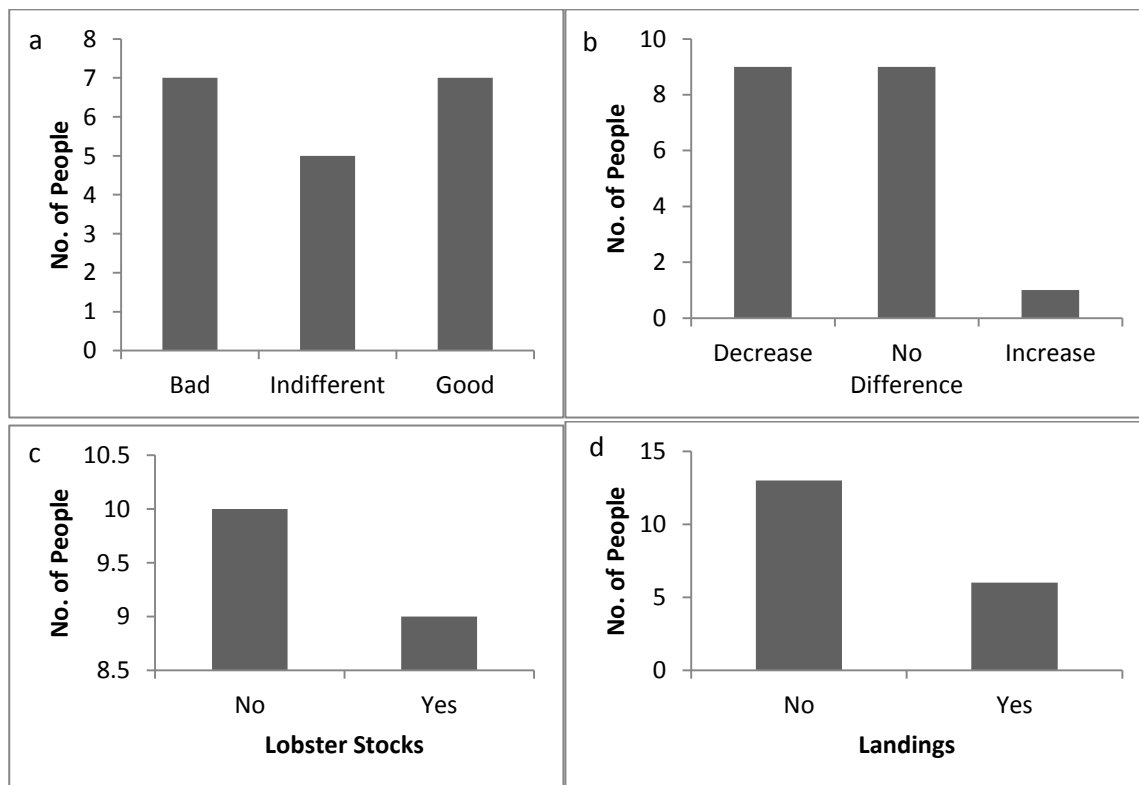 a
No. of People
8
7
6
5
4
3
2
1
0
Bad Indifferent Good
b
No. of People
10
8
6
4
2
0
Decrease No Increase
Difference
c
No. of People
10.5
10
9.5
9
8.5
No Yes
Lobster Stocks
d
No. of People
15
10
5
0
No Yes
Landings